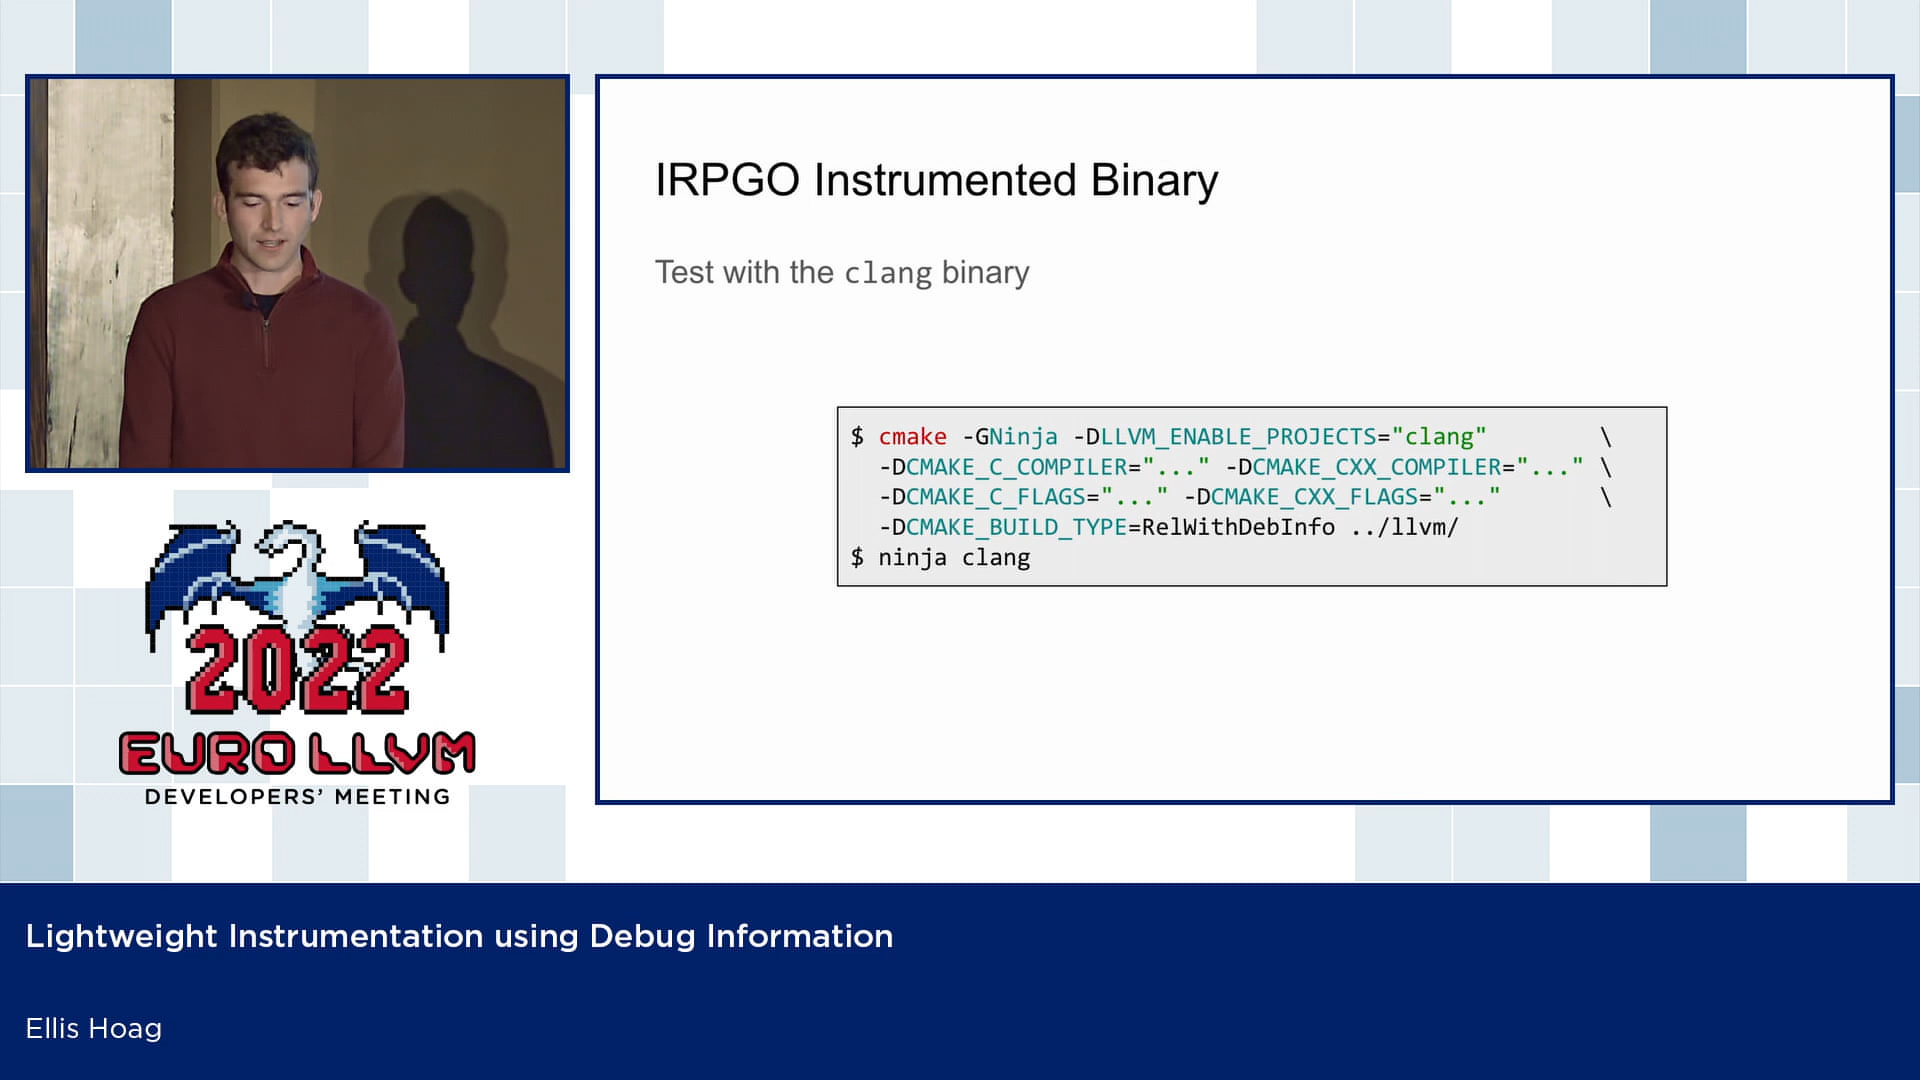 IRPGO Instrumented Binary
Test with the clang binary
$ cmake -GNinja -DLLVM_ENABLE_PROJECTS="clang" \
-DCMAKE_C_COMPILER="..." -DCMAKE_CXX_COMPILER="..." \
-DCMAKE_C_FLAGS="..." -DCMAKE_CXX_FLAGS="..." \
-DCMAKE_BUILD_TYPE=RelWithDebInfo ../llvm/
$ ninja clang
2022
EURO LLVM
DEVELOPERS' MEETING
Lightweight Instrumentation using Debug Information
Ellis Hoag